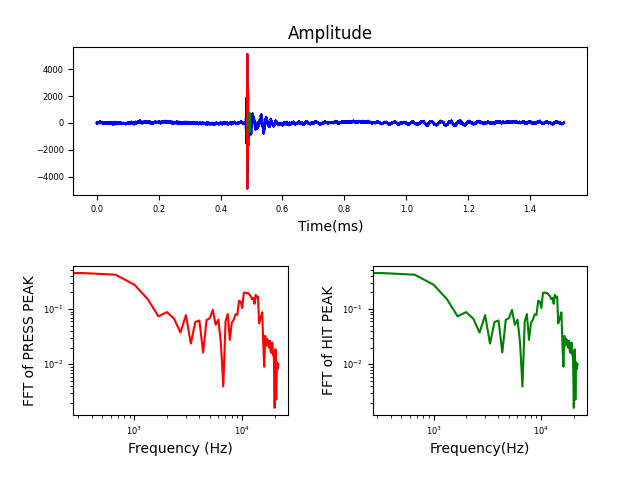 Amplitude
4000
2000
0
−2000
−4000
0.0 0.2 0.4 0.6 0.8 1.0 1.2 1.4
Time(ms)
FFT of PRESS PEAK
10⁻¹
10⁻²
10³ 10⁴
Frequency (Hz)
FFT of HIT PEAK
10⁻¹
10⁻²
10³ 10⁴
Frequency(Hz)